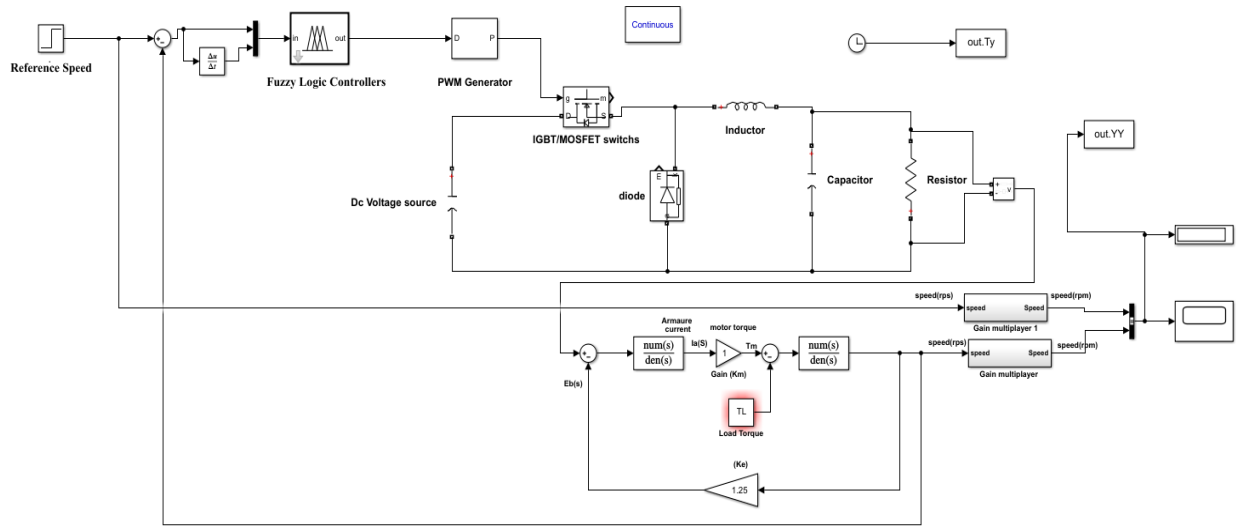 Continuous
out.Ty
Reference Speed
Δu
Δt
in
out
Fuzzy Logic Controllers
D
P
PWM Generator
g
m
D
S
IGBT/MOSFET switchs
Inductor
out.YY
Dc Voltage source
E
diode
Capacitor
Resistor
+
-
v
speed(rps)
speed
Speed
speed(rpm)
Gain multiplayer 1
speed(rps)
speed
Speed
speed(rpm)
Gain multiplayer
Armaure
current
motor torque
num(s)
den(s)
Ia(S)
1
Tm
Gain (Km)
num(s)
den(s)
Eb(s)
TL
Load Torque
(Ke)
1.25